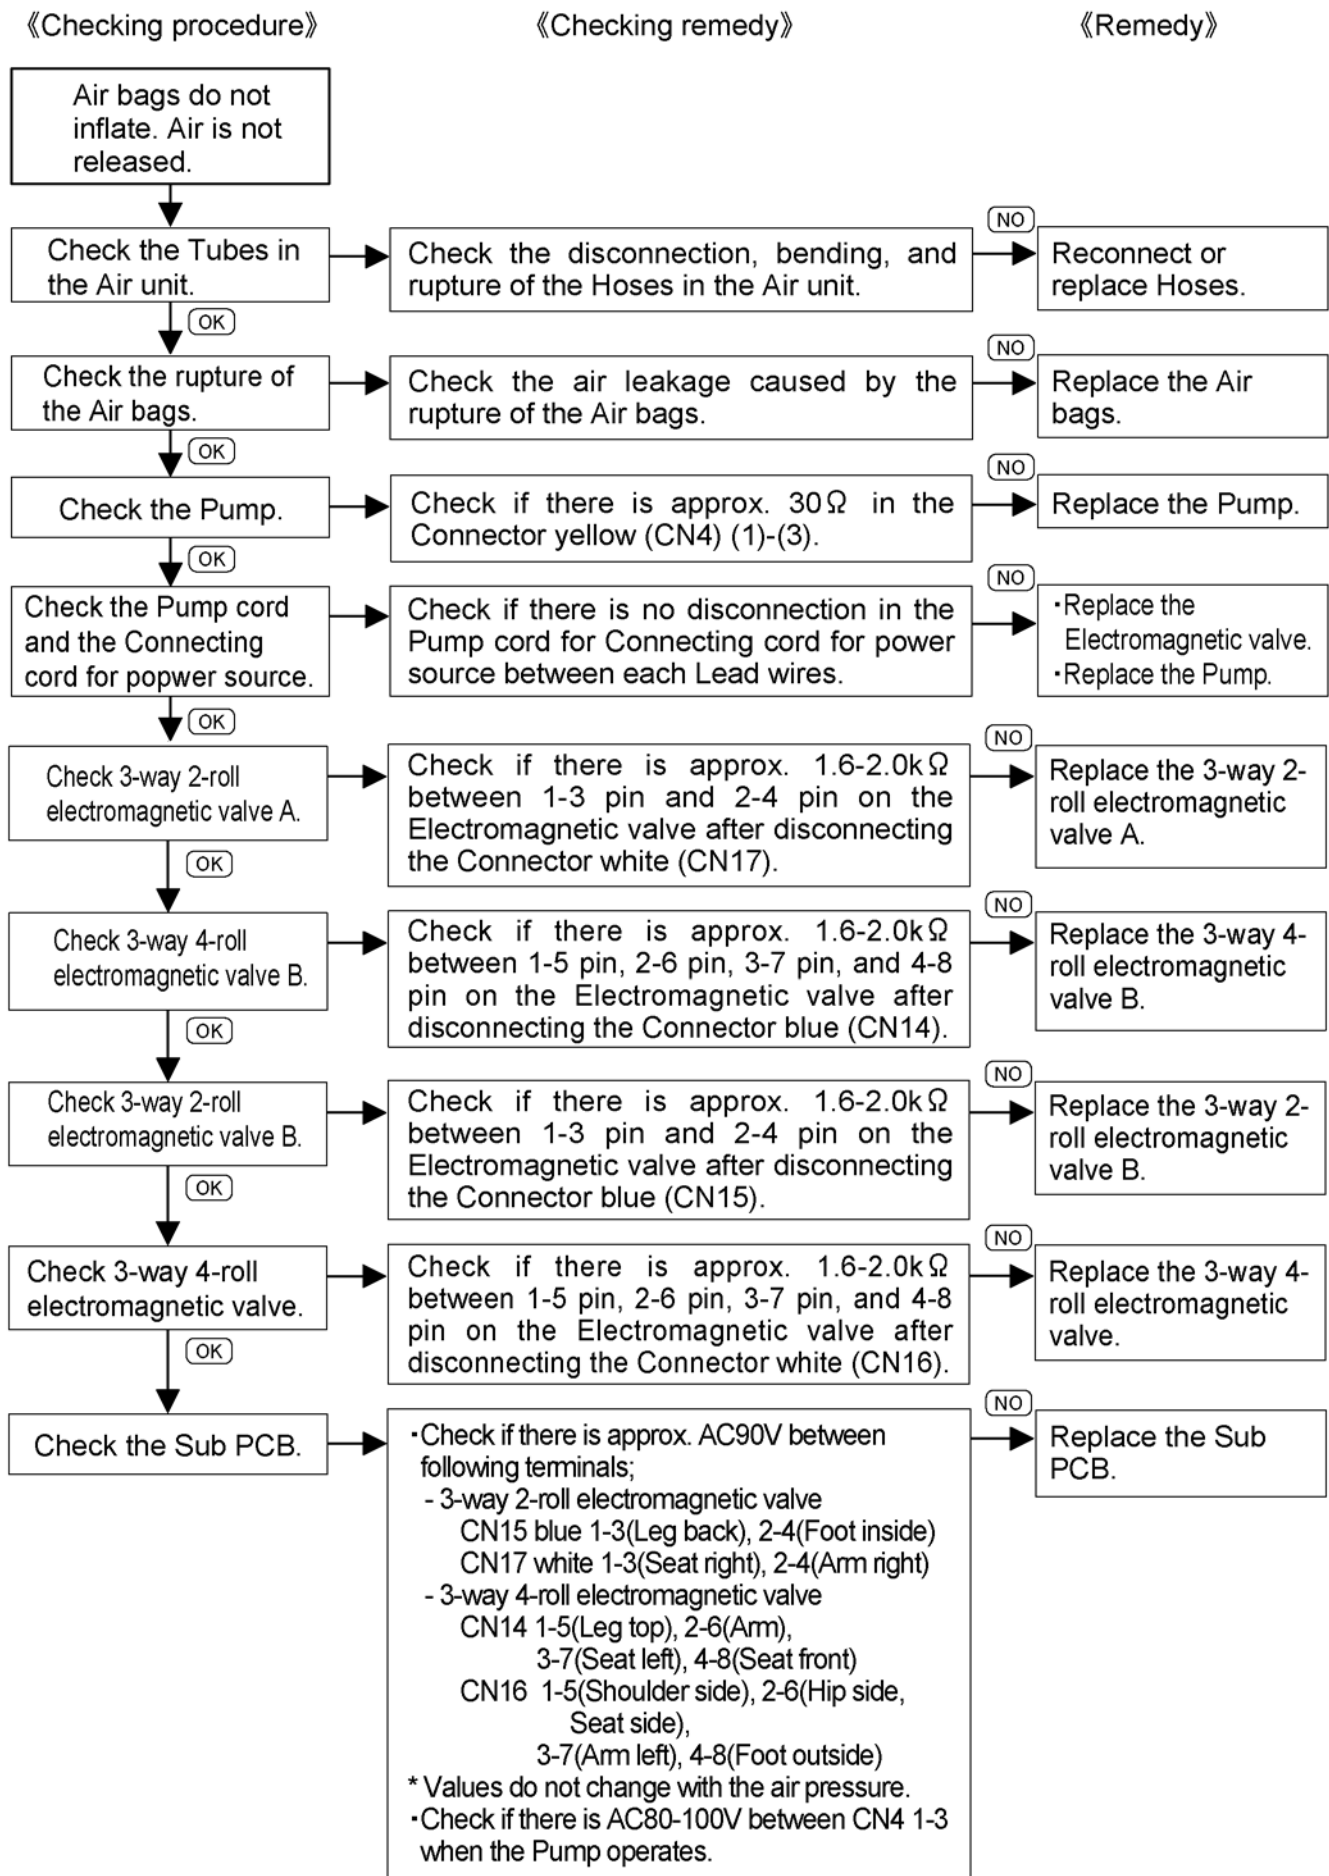 《Checking procedure》
《Checking remedy》
《Remedy》
Air bags do not
inflate. Air is not
released.
Check the Tubes in
the Air unit.
Check the disconnection, bending, and
rupture of the Hoses in the Air unit.
NO
Reconnect or
replace Hoses.
OK
Check the rupture of
the Air bags.
Check the air leakage caused by the
rupture of the Air bags.
NO
Replace the Air
bags.
OK
Check the Pump.
Check if there is approx. 30Ω in the
Connector yellow (CN4) (1)-(3).
NO
Replace the Pump.
OK
Check the Pump cord
and the Connecting
cord for popwer source.
Check if there is no disconnection in the
Pump cord for Connecting cord for power
source between each Lead wires.
NO
・Replace the
Electromagnetic valve.
・Replace the Pump.
OK
Check 3-way 2-roll
electromagnetic valve A.
Check if there is approx. 1.6-2.0kΩ
between 1-3 pin and 2-4 pin on the
Electromagnetic valve after disconnecting
the Connector white (CN17).
NO
Replace the 3-way 2-
roll electromagnetic
valve A.
OK
Check 3-way 4-roll
electromagnetic valve B.
Check if there is approx. 1.6-2.0kΩ
between 1-5 pin, 2-6 pin, 3-7 pin, and 4-8
pin on the Electromagnetic valve after
disconnecting the Connector blue (CN14).
NO
Replace the 3-way 4-
roll electromagnetic
valve B.
OK
Check 3-way 2-roll
electromagnetic valve B.
Check if there is approx. 1.6-2.0kΩ
between 1-3 pin and 2-4 pin on the
Electromagnetic valve after disconnecting
the Connector blue (CN15).
NO
Replace the 3-way 2-
roll electromagnetic
valve B.
OK
Check 3-way 4-roll
electromagnetic valve.
Check if there is approx. 1.6-2.0kΩ
between 1-5 pin, 2-6 pin, 3-7 pin, and 4-8
pin on the Electromagnetic valve after
disconnecting the Connector white (CN16).
NO
Replace the 3-way 4-
roll electromagnetic
valve.
OK
Check the Sub PCB.
・Check if there is approx. AC90V between
following terminals;
- 3-way 2-roll electromagnetic valve
CN15 blue 1-3(Leg back), 2-4(Foot inside)
CN17 white 1-3(Seat right), 2-4(Arm right)
- 3-way 4-roll electromagnetic valve
CN14 1-5(Leg top), 2-6(Arm),
3-7(Seat left), 4-8(Seat front)
CN16 1-5(Shoulder side), 2-6(Hip side,
Seat side),
3-7(Arm left), 4-8(Foot outside)
* Values do not change with the air pressure.
・Check if there is AC80-100V between CN4 1-3
when the Pump operates.
NO
Replace the Sub
PCB.